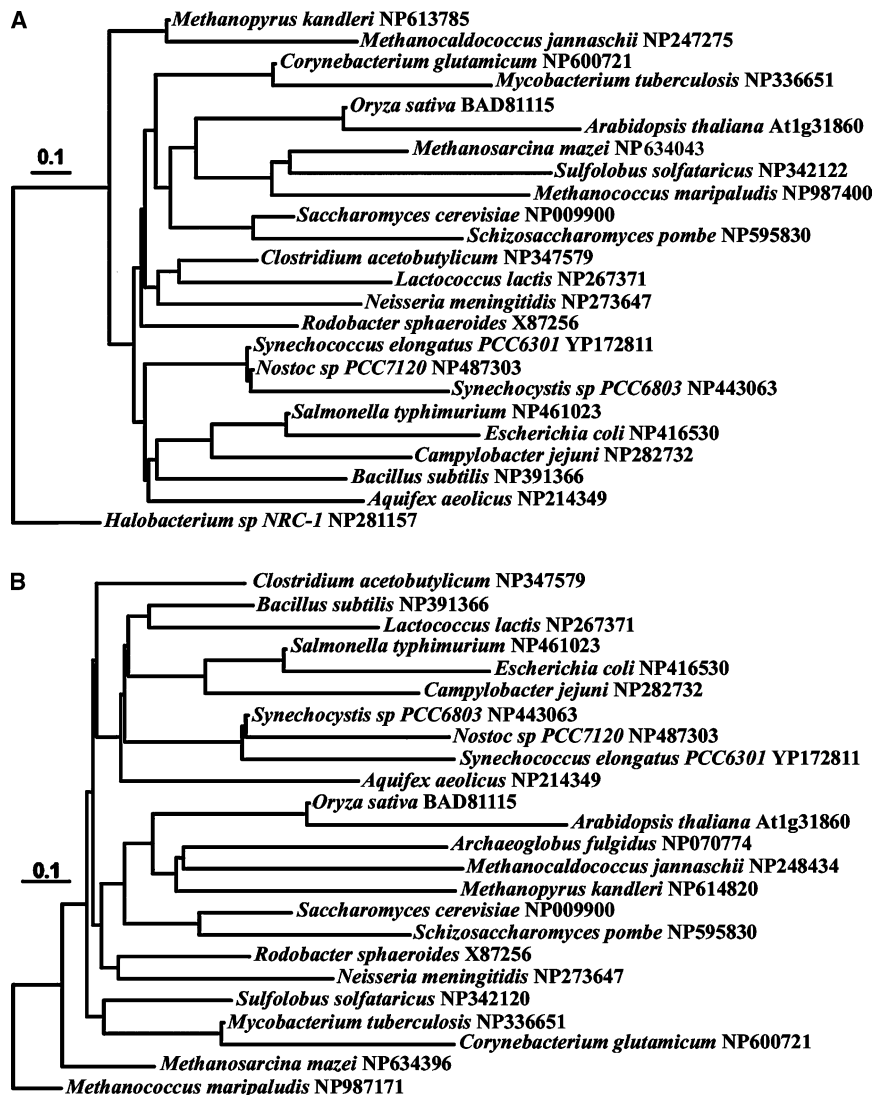 A
Methanopyrus kandleri NP613785
Methanocaldococcus jannaschii NP247275
Corynebacterium glutamicum NP600721
Mycobacterium tuberculosis NP336651
Oryza sativa BAD81115
Arabidopsis thaliana At1g31860
0.1
Methanosarcina mazei NP634043
Sulfolobus solfataricus NP342122
Methanococcus maripaludis NP987400
Saccharomyces cerevisiae NP009900
Schizosaccharomyces pombe NP595830
Clostridium acetobutylicum NP347579
Lactococcus lactis NP267371
Neisseria meningitidis NP273647
Rodobacter sphaeroides X87256
Synechococcus elongatus PCC6301 YP172811
Nostoc sp PCC7120 NP487303
Synechocystis sp PCC6803 NP443063
Salmonella typhimurium NP461023
Escherichia coli NP416530
Campylobacter jejuni NP282732
Bacillus subtilis NP391366
Aquifex aeolicus NP214349
Halobacterium sp NRC-1 NP281157
B
Clostridium acetobutylicum NP347579
Bacillus subtilis NP391366
Lactococcus lactis NP267371
Salmonella typhimurium NP461023
Escherichia coli NP416530
Campylobacter jejuni NP282732
Synechocystis sp PCC6803 NP443063
Nostoc sp PCC7120 NP487303
Synechococcus elongatus PCC6301 YP172811
Aquifex aeolicus NP214349
Oryza sativa BAD81115
Arabidopsis thaliana At1g31860
Archaeoglobus fulgidus NP070774
0.1
Methanocaldococcus jannaschii NP248434
Methanopyrus kandleri NP614820
Saccharomyces cerevisiae NP009900
Schizosaccharomyces pombe NP595830
Rodobacter sphaeroides X87256
Neisseria meningitidis NP273647
Sulfolobus solfataricus NP342120
Mycobacterium tuberculosis NP336651
Corynebacterium glutamicum NP600721
Methanosarcina mazei NP634396
Methanococcus maripaludis NP987171